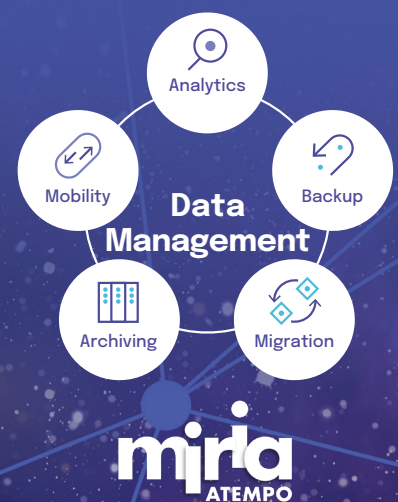 Analytics
Mobility
Backup
Data
Management
Archiving
Migration
miria
ATEMPO